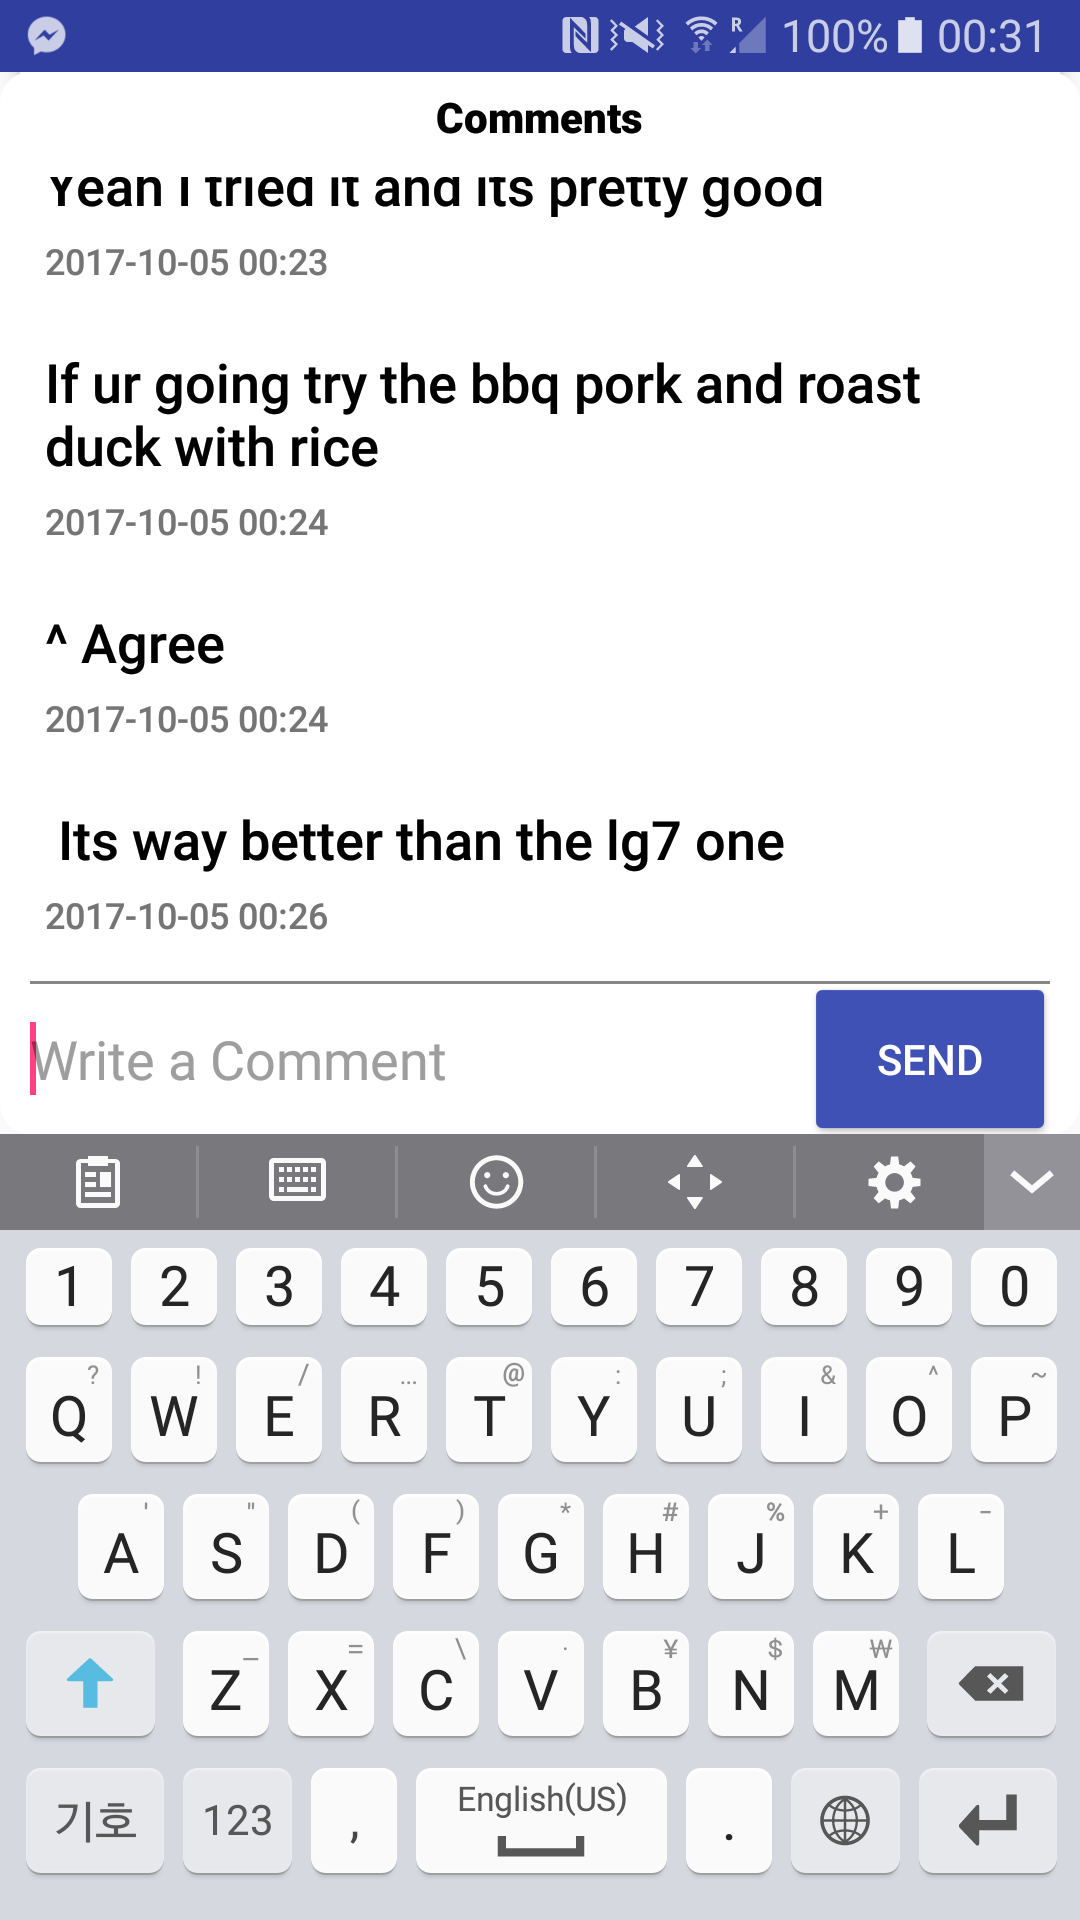 100% 00:31
Comments
Yeah I tried it and its pretty good
2017-10-05 00:23
If ur going try the bbq pork and roast
duck with rice
2017-10-05 00:24
^ Agree
2017-10-05 00:24
Its way better than the lg7 one
2017-10-05 00:26
Write a Comment
SEND
1 2 3 4 5 6 7 8 9 0
? ! / ... @ : ; & ^ ~
Q W E R T Y U I O P
' " ( ) * # % + -
A S D F G H J K L
_ = \ · ¥ $ ₩
Z X C V B N M
기호 123 , English(US) .